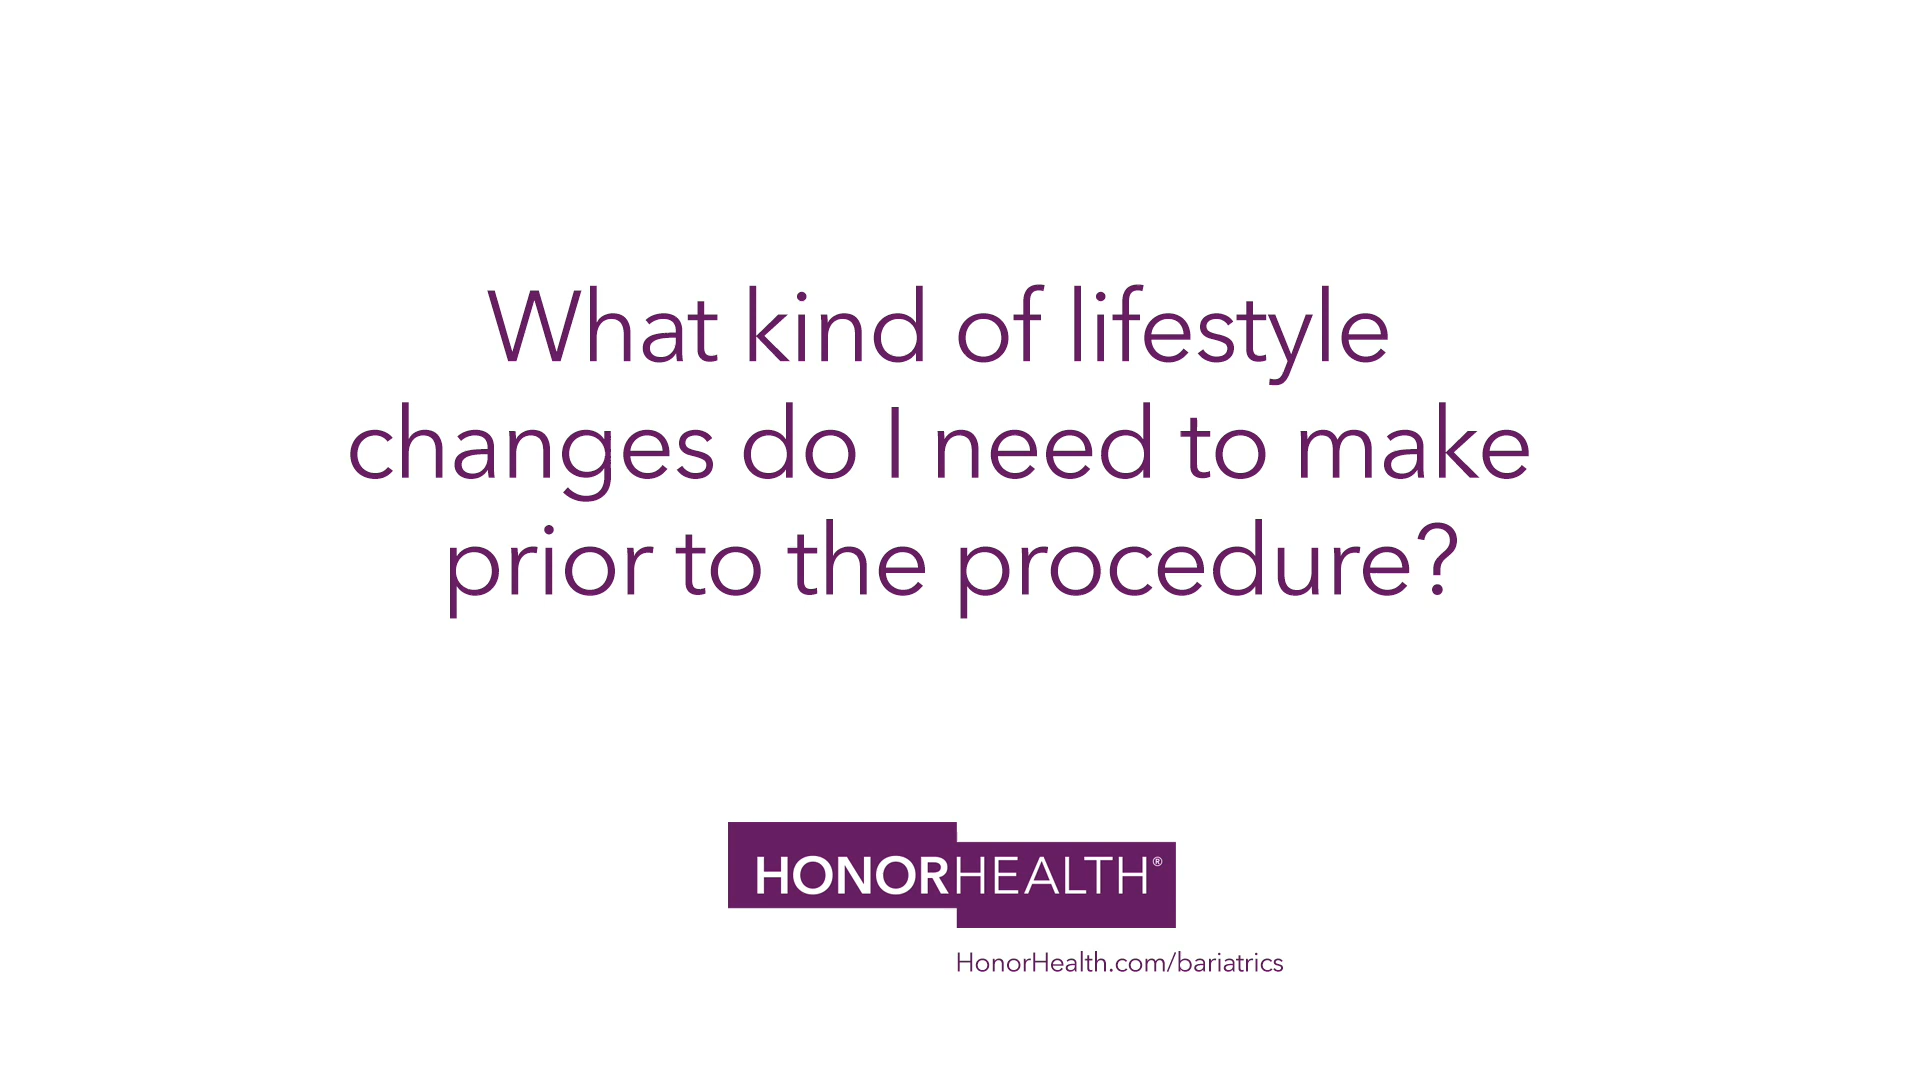 What kind of lifestyle
changes do I need to make
prior to the procedure?
HONORHEALTH®
HonorHealth.com/bariatrics